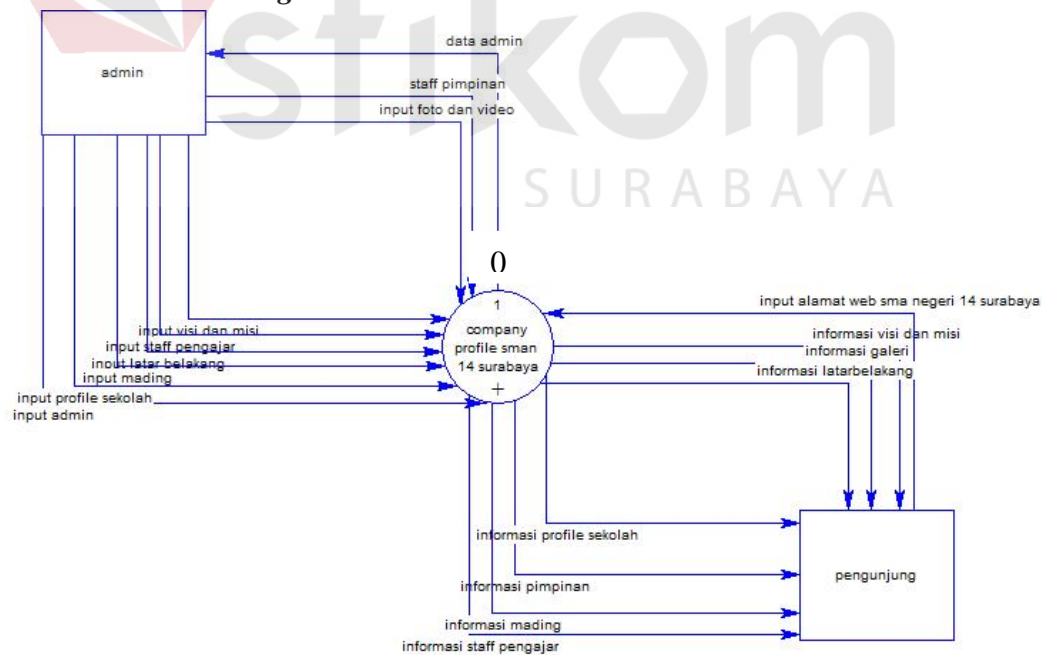 data admin
admin
staff pimpinan
input foto dan video
stikom
SURABAYA
0
1
company
profile sman
14 surabaya
+
input visi dan misi
input staff pengajar
inout latar belakang
input mading
input profile sekolah
input admin
input alamat web sma negeri 14 surabaya
informasi visi dan misi
informasi galeri
informasi latarbelakang
informasi profile sekolah
informasi pimpinan
informasi mading
informasi staff pengajar
pengunjung